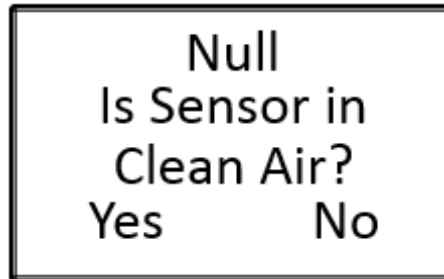 Null
Is Sensor in
Clean Air?
Yes No